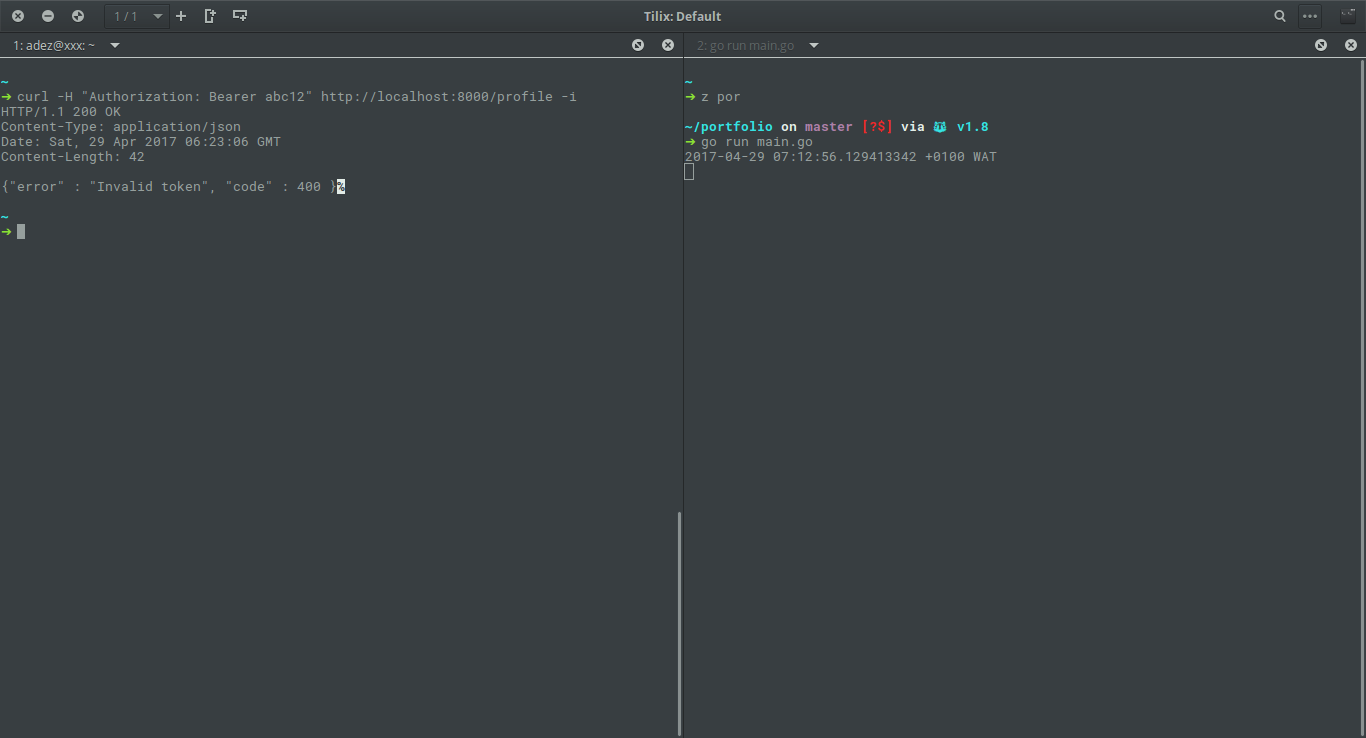 1 / 1
Tilix: Default
1: adez@xxx: ~
2: go run main.go
~
➜ curl -H "Authorization: Bearer abc12" http://localhost:8000/profile -i
HTTP/1.1 200 OK
Content-Type: application/json
Date: Sat, 29 Apr 2017 06:23:06 GMT
Content-Length: 42
{"error" : "Invalid token", "code" : 400 }%
~
➜
~
➜ z por
~/portfolio on master [?$] via v1.8
➜ go run main.go
2017-04-29 07:12:56.129413342 +0100 WAT